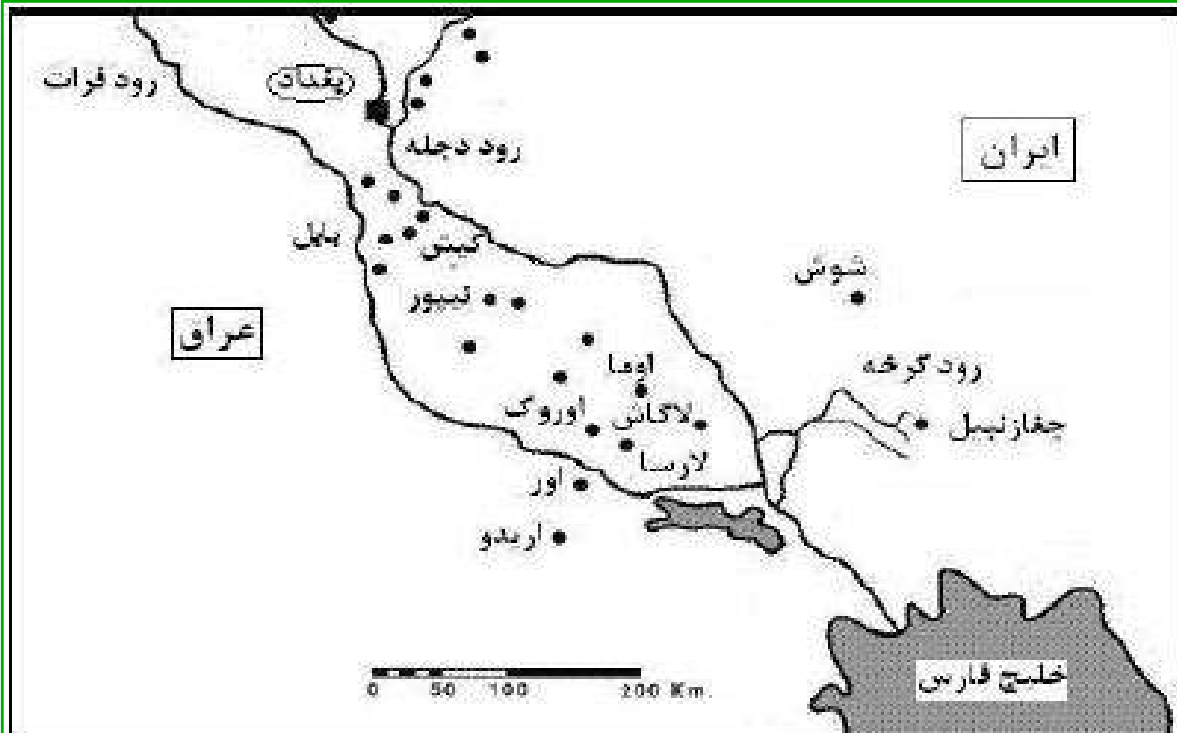 رود فرات
بغداد
رود دجله
ایران
بابل
کیش
شوش
نیپور
عراق
اوما
رود کرخه
اوروک
لاگاش
چغازنبیل
لارسا
اور
اریدو
0 50 100 200 Km.
خلیج فارس